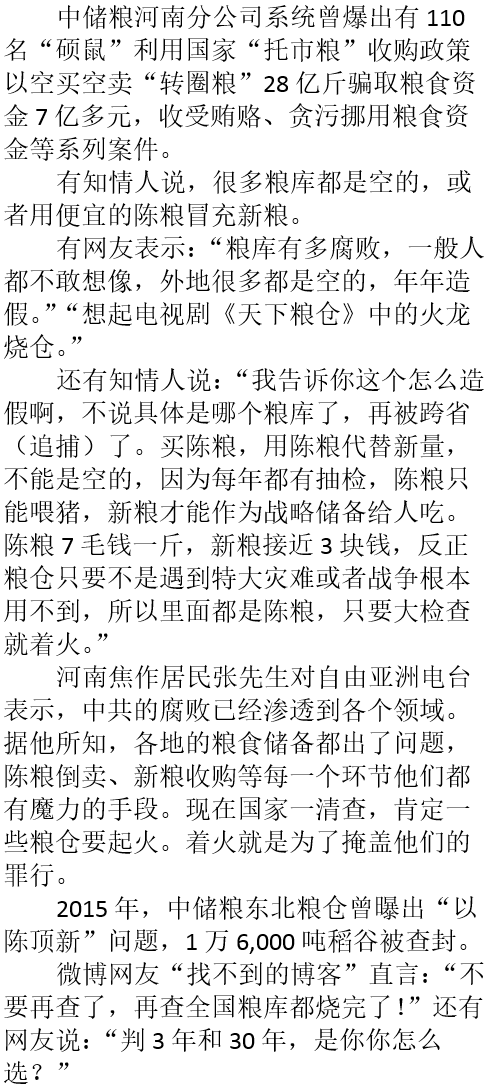 中储粮河南分公司系统曾爆出有 110
名“硕鼠”利用国家“托市粮”收购政策
以空买空卖“转圈粮”28 亿斤骗取粮食资
金 7 亿多元，收受贿赂、贪污挪用粮食资
金等系列案件。
有知情人说，很多粮库都是空的，或
者用便宜的陈粮冒充新粮。
有网友表示：“粮库有多腐败，一般人
都不敢想像，外地很多都是空的，年年造
假。”“想起电视剧《天下粮仓》中的火龙
烧仓。”
还有知情人说：“我告诉你这个怎么造
假啊，不说具体是哪个粮库了，再被跨省
（追捕）了。买陈粮，用陈粮代替新量，
不能是空的，因为每年都有抽检，陈粮只
能喂猪，新粮才能作为战略储备给人吃。
陈粮 7 毛钱一斤，新粮接近 3 块钱，反正
粮仓只要不是遇到特大灾难或者战争根本
用不到，所以里面都是陈粮，只要大检查
就着火。”
河南焦作居民张先生对自由亚洲电台
表示，中共的腐败已经渗透到各个领域。
据他所知，各地的粮食储备都出了问题，
陈粮倒卖、新粮收购等每一个环节他们都
有魔力的手段。现在国家一清查，肯定一
些粮仓要起火。着火就是为了掩盖他们的
罪行。
2015 年，中储粮东北粮仓曾曝出“以
陈顶新”问题，1 万 6,000 吨稻谷被查封。
微博网友“找不到的博客”直言：“不
要再查了，再查全国粮库都烧完了！”还有
网友说：“判 3 年和 30 年，是你你怎么
选？”